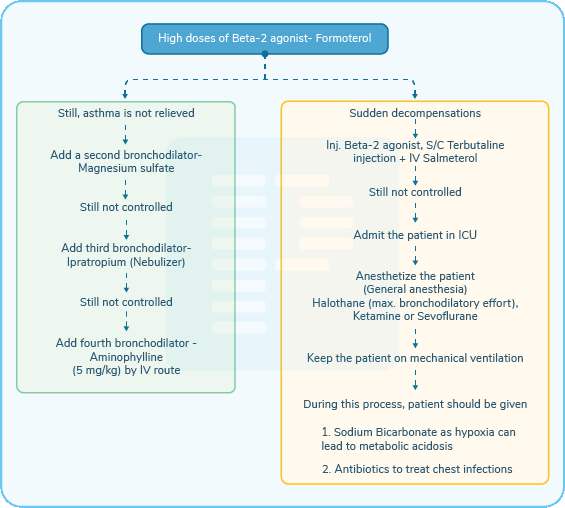 High doses of Beta-2 agonist- Formoterol
Still, asthma is not relieved
Add a second bronchodilator-
Magnesium sulfate
Still not controlled
Add third bronchodilator-
Ipratropium (Nebulizer)
Still not controlled
Add fourth bronchodilator -
Aminophylline
(5 mg/kg) by IV route
Sudden decompensations
Inj. Beta-2 agonist, S/C Terbutaline
injection + IV Salmeterol
Still not controlled
Admit the patient in ICU
Anesthetize the patient
(General anesthesia)
Halothane (max. bronchodilatory effort),
Ketamine or Sevoflurane
Keep the patient on mechanical ventilation
During this process, patient should be given
1. Sodium Bicarbonate as hypoxia can
lead to metabolic acidosis
2. Antibiotics to treat chest infections